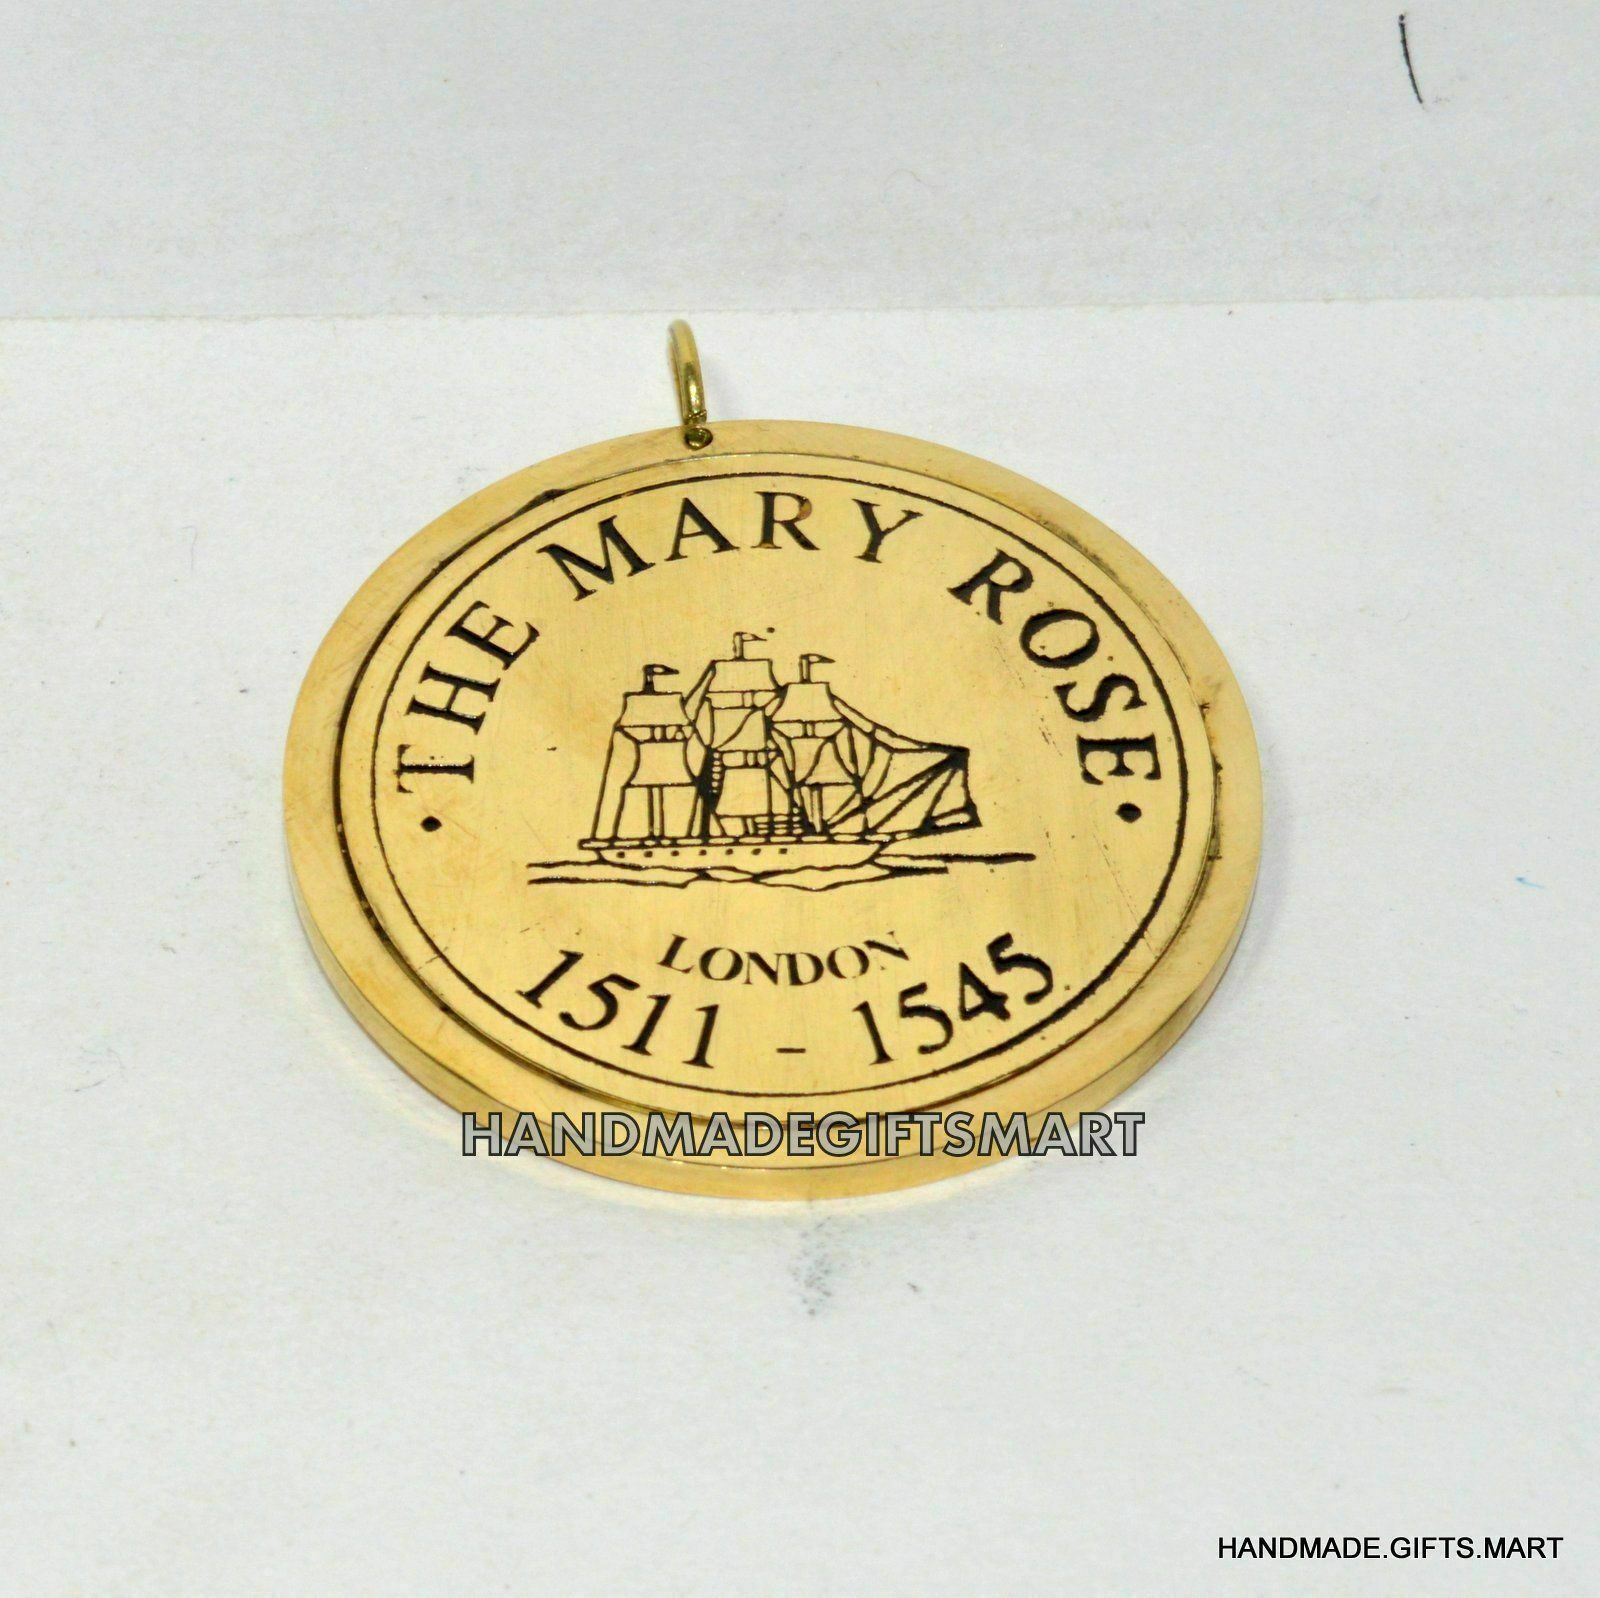 • THE MARY ROSE •
LONDON
1511 - 1545
HANDMADEGIFTSMART
HANDMADE.GIFTS.MART